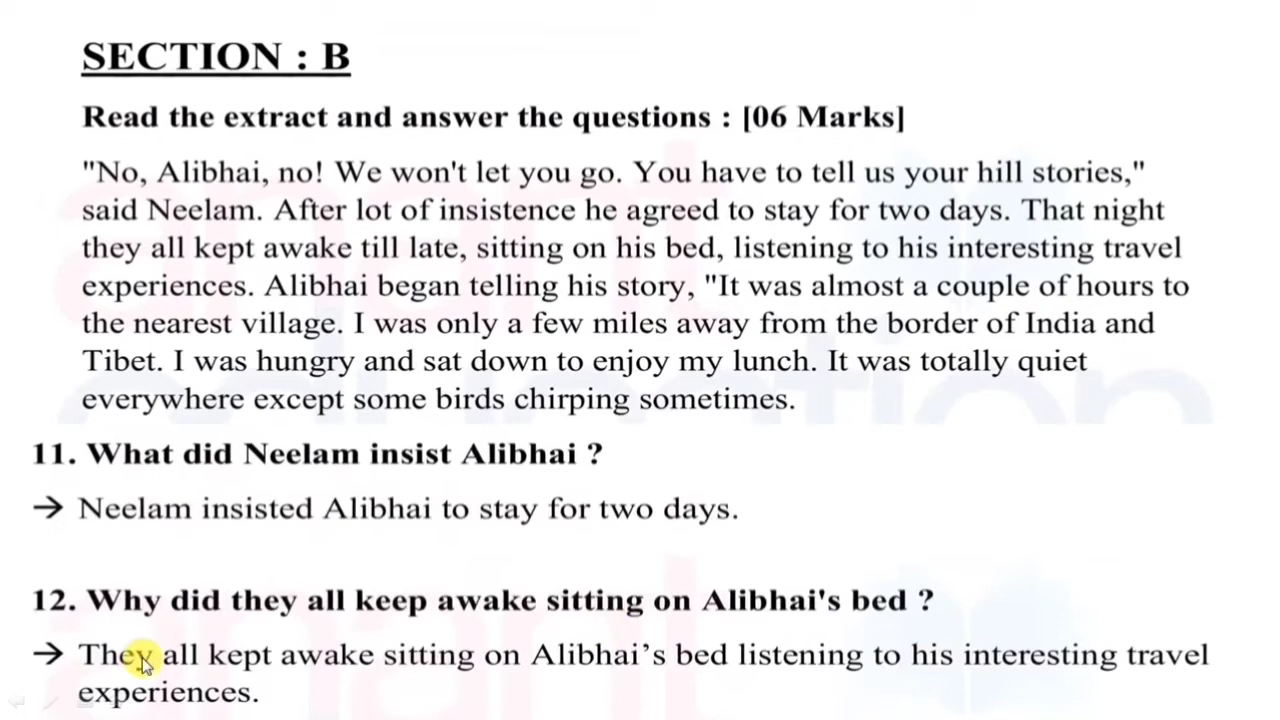 SECTION : B
Read the extract and answer the questions : [06 Marks]
"No, Alibhai, no! We won't let you go. You have to tell us your hill stories,"
said Neelam. After lot of insistence he agreed to stay for two days. That night
they all kept awake till late, sitting on his bed, listening to his interesting travel
experiences. Alibhai began telling his story, "It was almost a couple of hours to
the nearest village. I was only a few miles away from the border of India and
Tibet. I was hungry and sat down to enjoy my lunch. It was totally quiet
everywhere except some birds chirping sometimes.
11. What did Neelam insist Alibhai ?
→ Neelam insisted Alibhai to stay for two days.
12. Why did they all keep awake sitting on Alibhai's bed ?
→ They all kept awake sitting on Alibhai’s bed listening to his interesting travel
experiences.